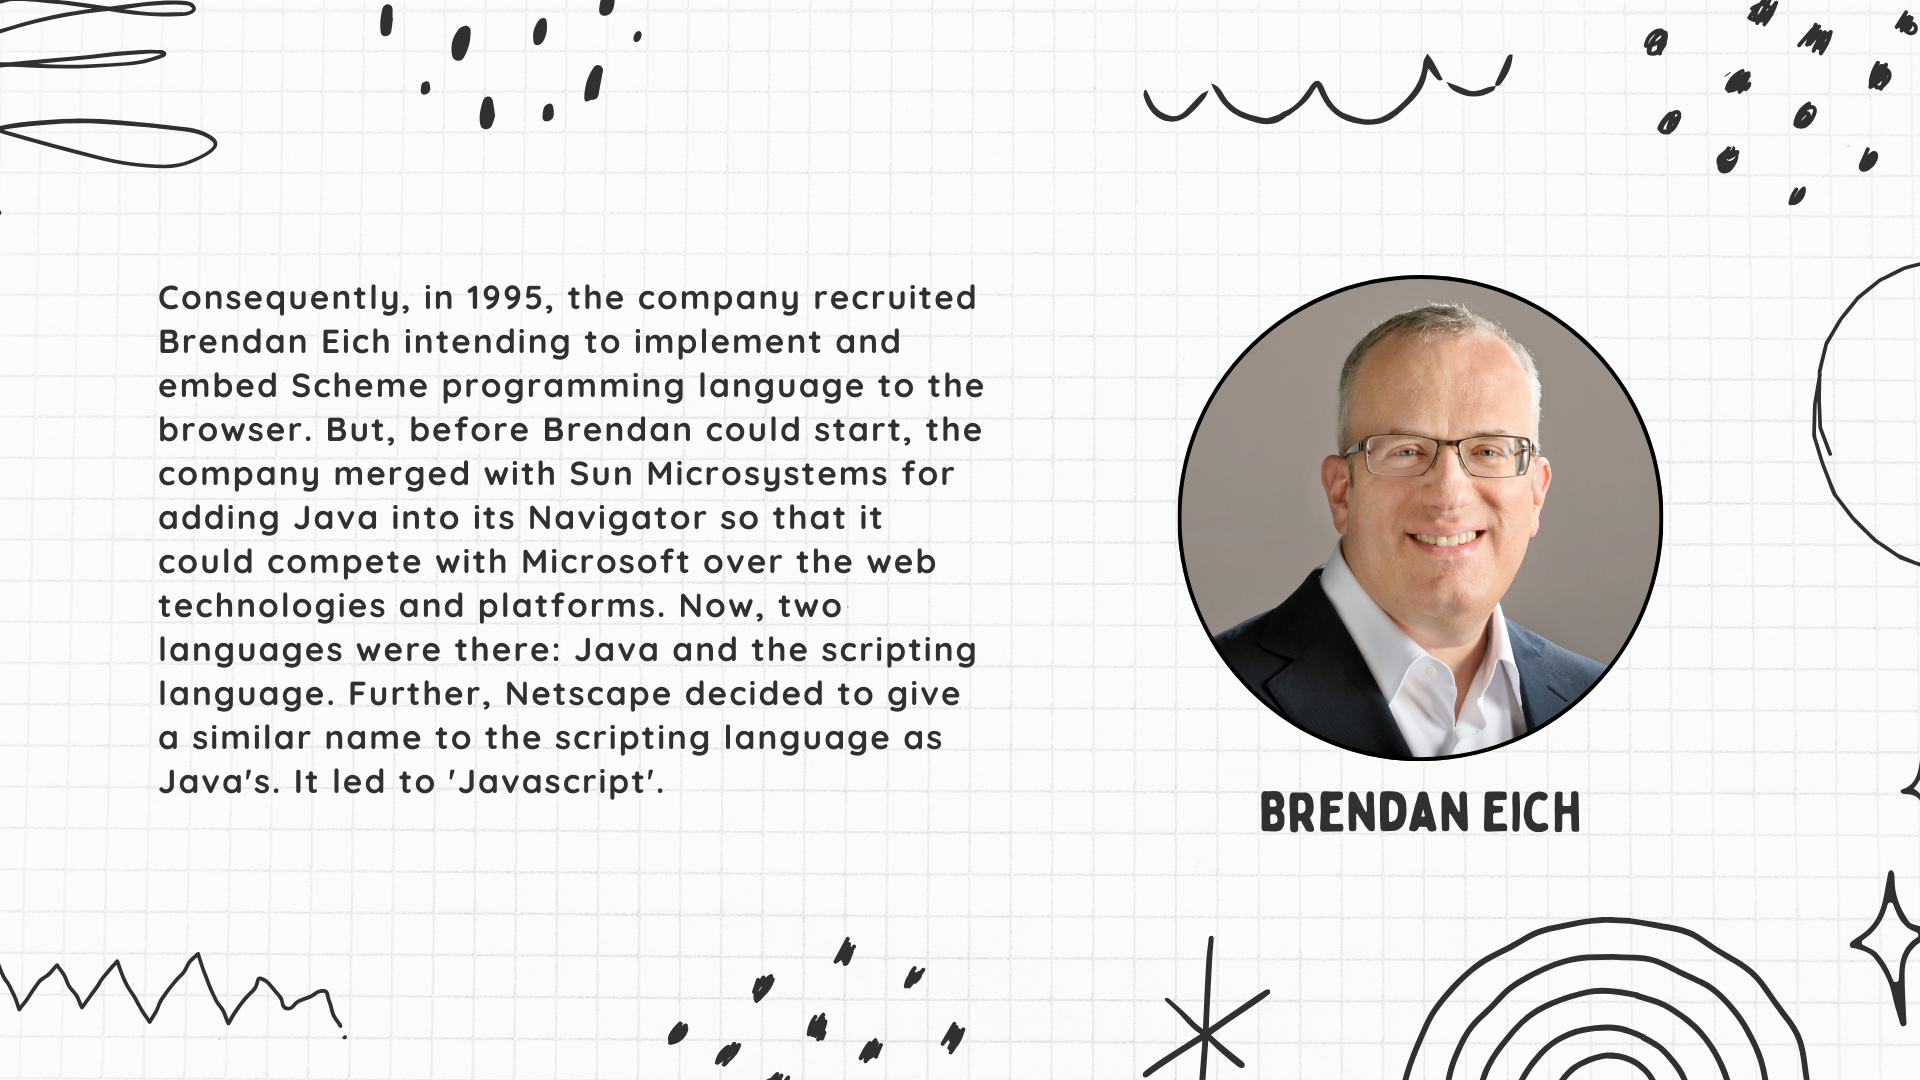 Consequently, in 1995, the company recruited
Brendan Eich intending to implement and
embed Scheme programming language to the
browser. But, before Brendan could start, the
company merged with Sun Microsystems for
adding Java into its Navigator so that it
could compete with Microsoft over the web
technologies and platforms. Now, two
languages were there: Java and the scripting
language. Further, Netscape decided to give
a similar name to the scripting language as
Java's. It led to 'Javascript'.
BRENDAN EICH